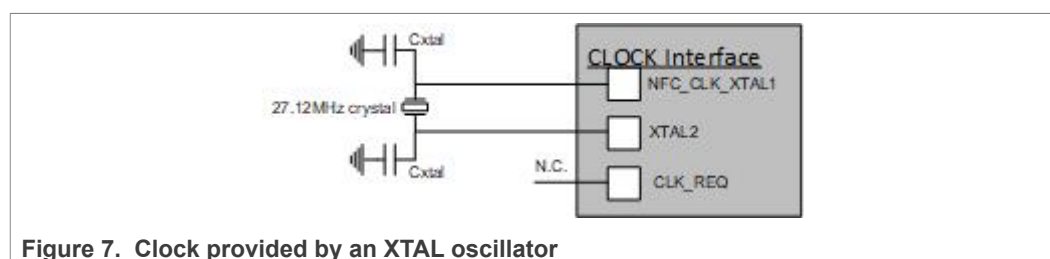 Cxtal
CLOCK Interface
NFC_CLK_XTAL1
27.12MHz crystal
XTAL2
Cxtal
N.C.
CLK_REQ
Figure 7. Clock provided by an XTAL oscillator